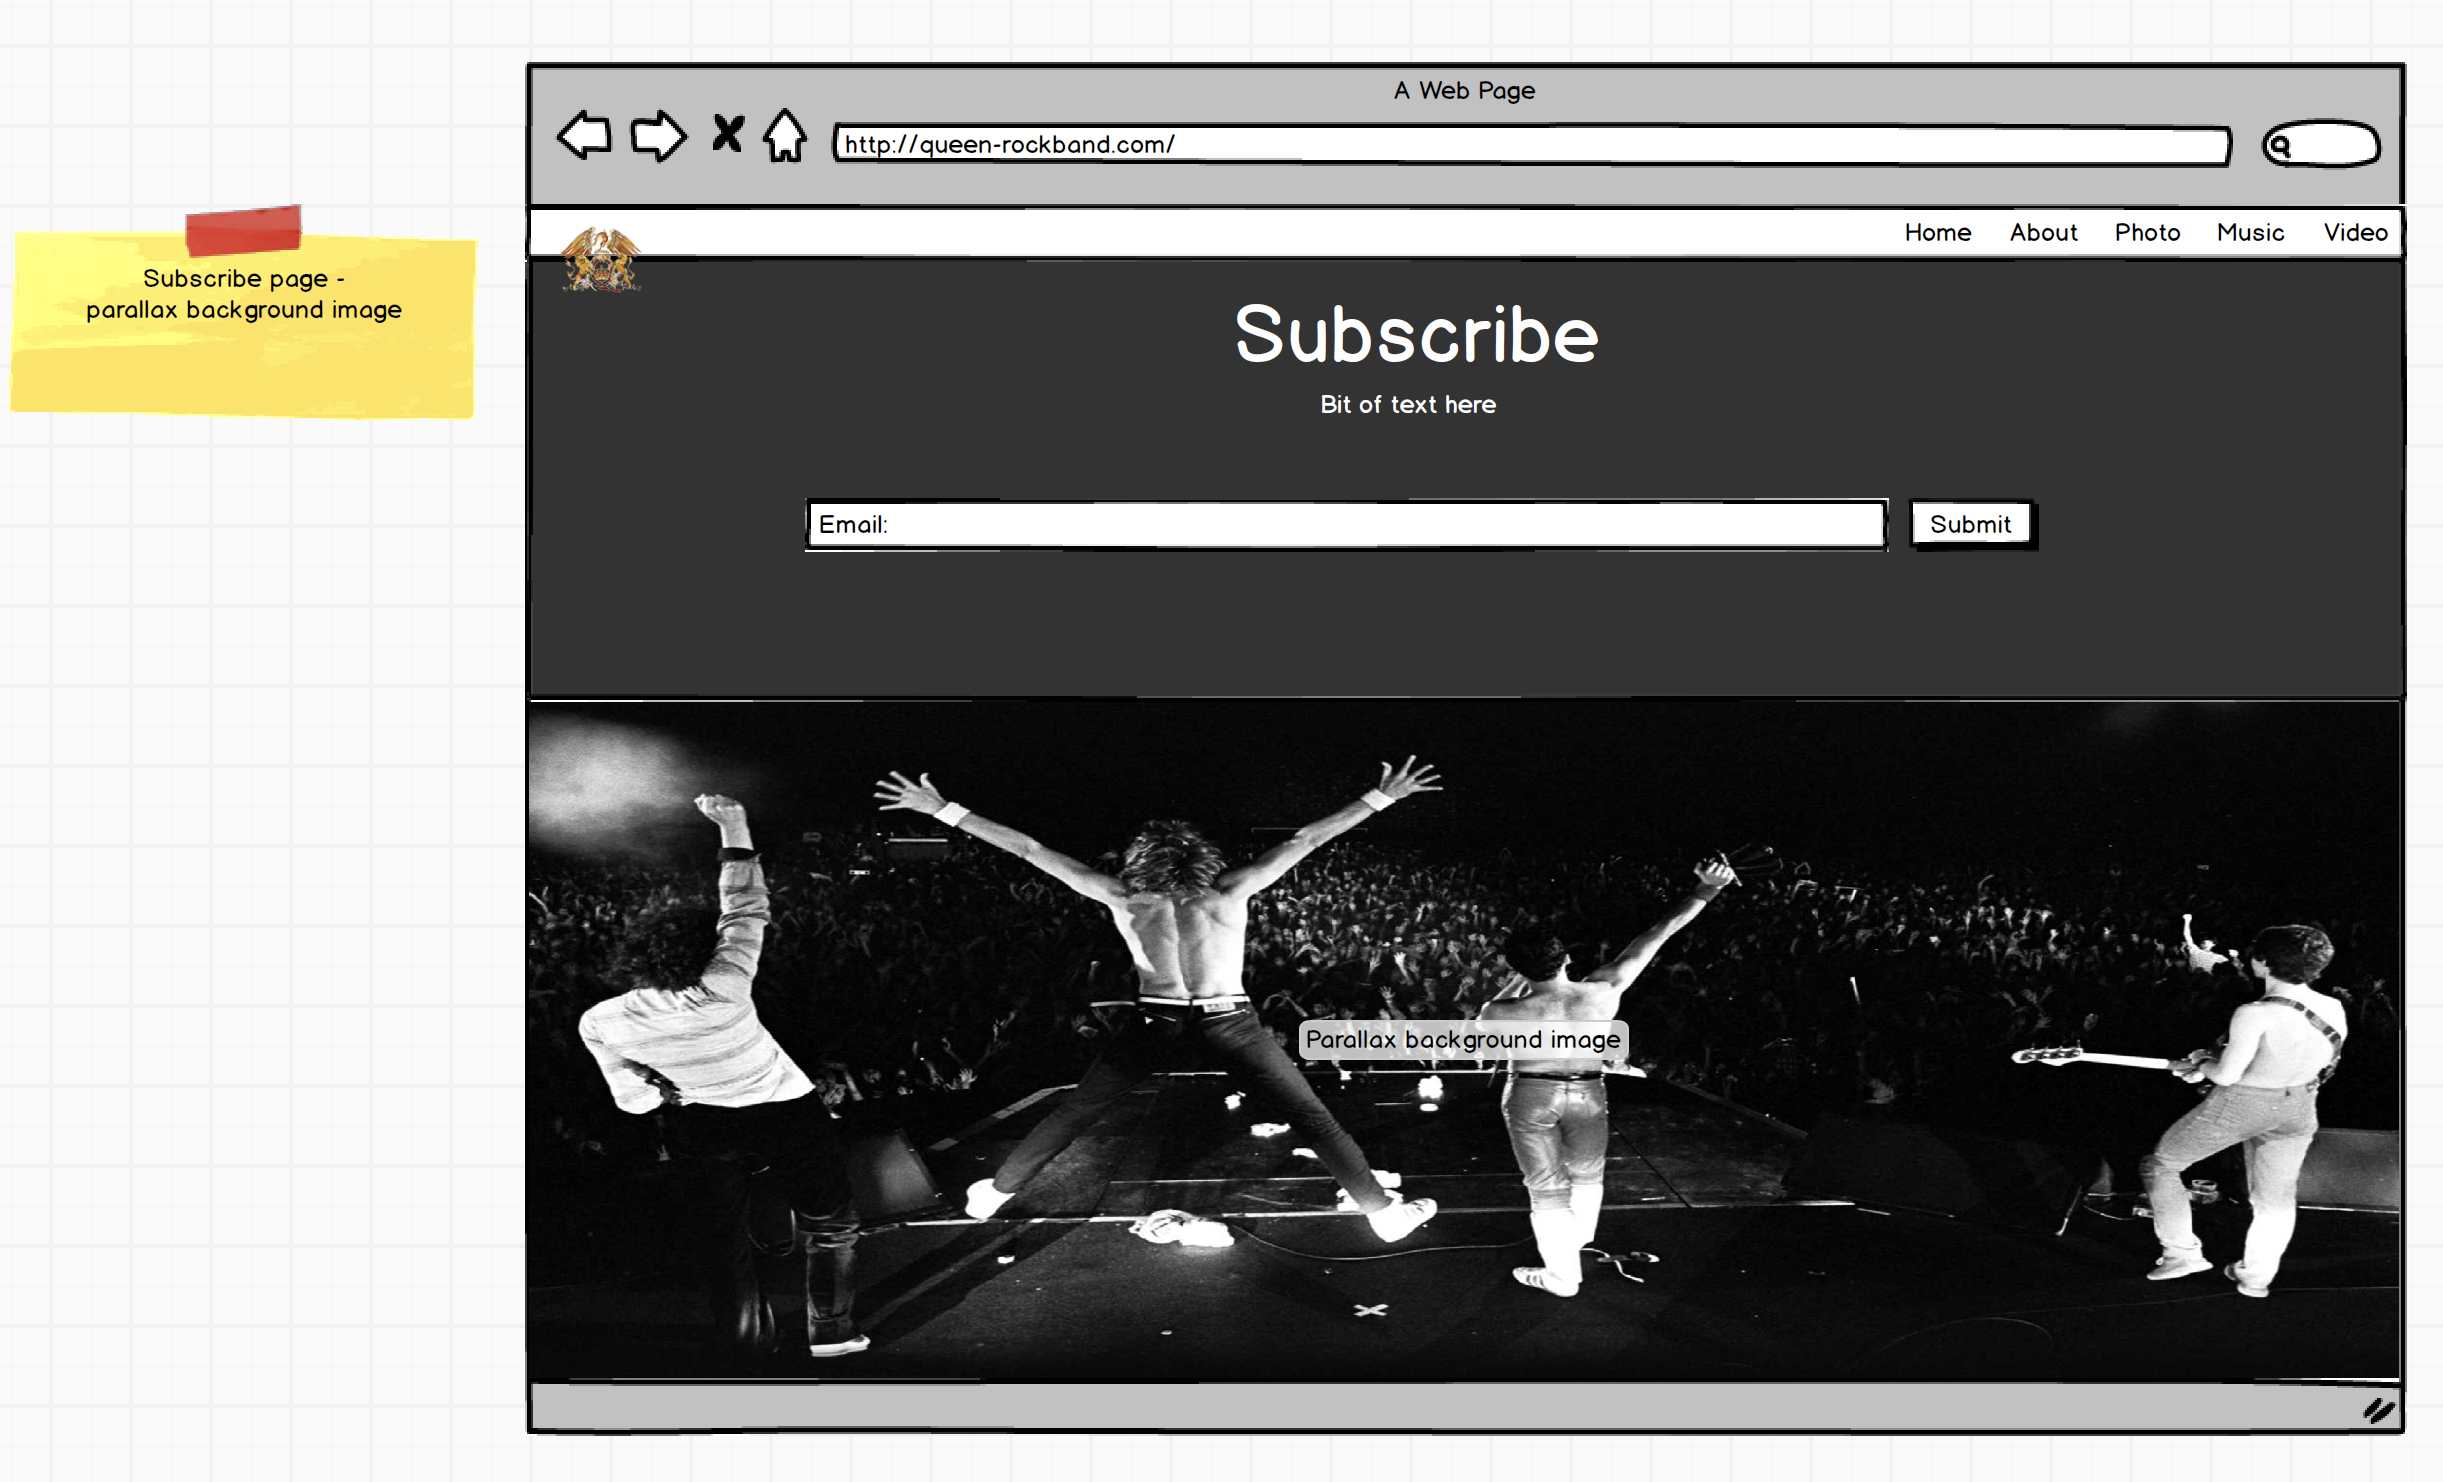 A Web Page
http://queen-rockband.com/
Home About Photo Music Video
Subscribe page -
parallax background image
Subscribe
Bit of text here
Email: Submit
Parallax background image